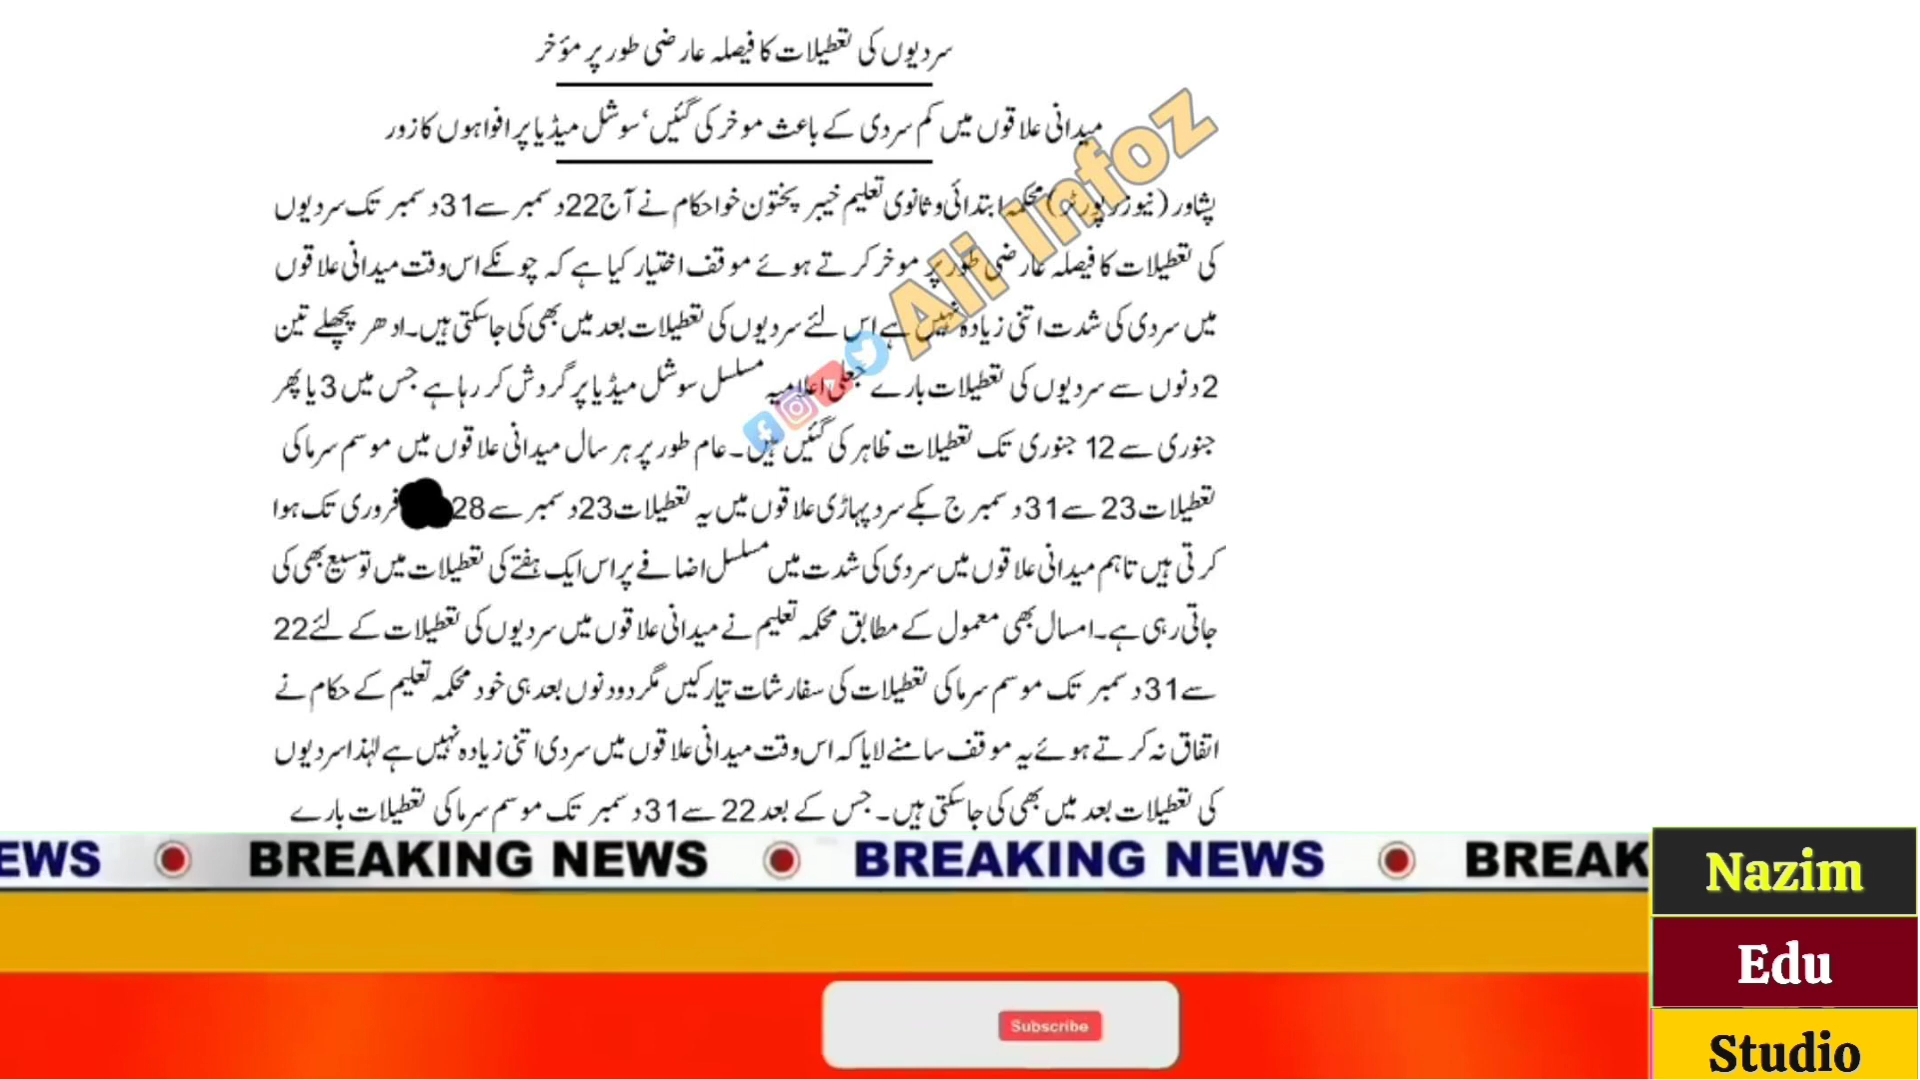 سردیوں کی تعطیلات کا فیصلہ عارضی طور پر مؤخر
میدانی علاقوں میں کم سردی کے باعث موخر کی گئیں‘ سوشل میڈیا پر افواہوں کا زور
پشاور (نیوز رپورٹر) محکمہ ابتدائی و ثانوی تعلیم خیبر پختون خوا حکام نے آج 22 دسمبر سے 31 دسمبر تک سردیوں
کی تعطیلات کا فیصلہ عارضی طور پر موخر کرتے ہوئے موقف اختیار کیا ہے کہ چونکے اس وقت میدانی علاقوں
میں سردی کی شدت اتنی زیادہ نہیں ہے اس لئے سردیوں کی تعطیلات بعد میں بھی کی جاسکتی ہیں۔ ادھر پچھلے تین
2 دنوں سے سردیوں کی تعطیلات بارے جعلی اعلامیہ مسلسل سوشل میڈیا پر گردش کر رہا ہے جس میں 3 یا پھر
جنوری سے 12 جنوری تک تعطیلات ظاہر کی گئیں ہیں۔ عام طور پر ہر سال میدانی علاقوں میں موسم سرما کی
تعطیلات 23 سے 31 دسمبر ج بکے سرد پہاڑی علاقوں میں یہ تعطیلات 23 دسمبر سے 28 فروری تک ہوا
کرتی ہیں تاہم میدانی علاقوں میں سردی کی شدت میں مسلسل اضافے پر اس ایک ہفتے کی تعطیلات میں توسیع بھی کی
جاتی رہی ہے۔ امسال بھی معمول کے مطابق محکمہ تعلیم نے میدانی علاقوں میں سردیوں کی تعطیلات کے لئے 22
سے 31 دسمبر تک موسم سرما کی تعطیلات کی سفارشات تیار کیں مگر دو دنوں بعد ہی خود محکمہ تعلیم کے حکام نے
اتفاق نہ کرتے ہوئے یہ موقف سامنے لایا کہ اس وقت میدانی علاقوں میں سردی اتنی زیادہ نہیں ہے لہٰذا سردیوں
کی تعطیلات بعد میں بھی کی جاسکتی ہیں۔ جس کے بعد 22 سے 31 دسمبر تک موسم سرما کی تعطیلات بارے
Ali Infoz
EWS BREAKING NEWS BREAKING NEWS BREAK
Nazim
Edu
Studio
Subscribe